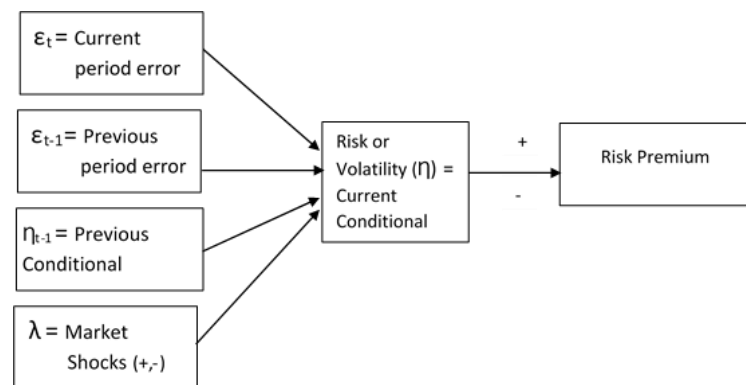 εt = Current
period error
εt-1 = Previous
period error
ηt-1 = Previous
Conditional
λ = Market
Shocks (+,-)
Risk or
Volatility (η) =
Current
Conditional
+
-
Risk Premium